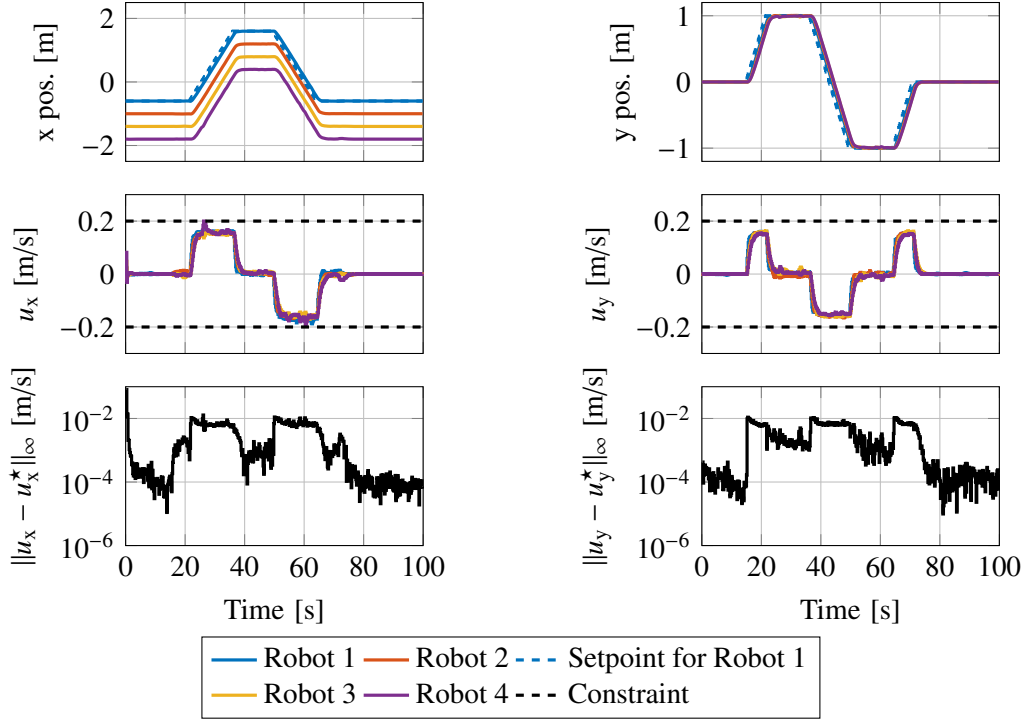 x pos. [m]
2
0
−2
y pos. [m]
1
0
−1
u_x [m/s]
0.2
0
−0.2
u_y [m/s]
0.2
0
−0.2
‖u_x − u_x^★‖_∞ [m/s]
10^−2
10^−4
10^−6
0 20 40 60 80 100
Time [s]
‖u_y − u_y^★‖_∞ [m/s]
10^−2
10^−4
10^−6
0 20 40 60 80 100
Time [s]
Robot 1 Robot 2 Setpoint for Robot 1
Robot 3 Robot 4 Constraint